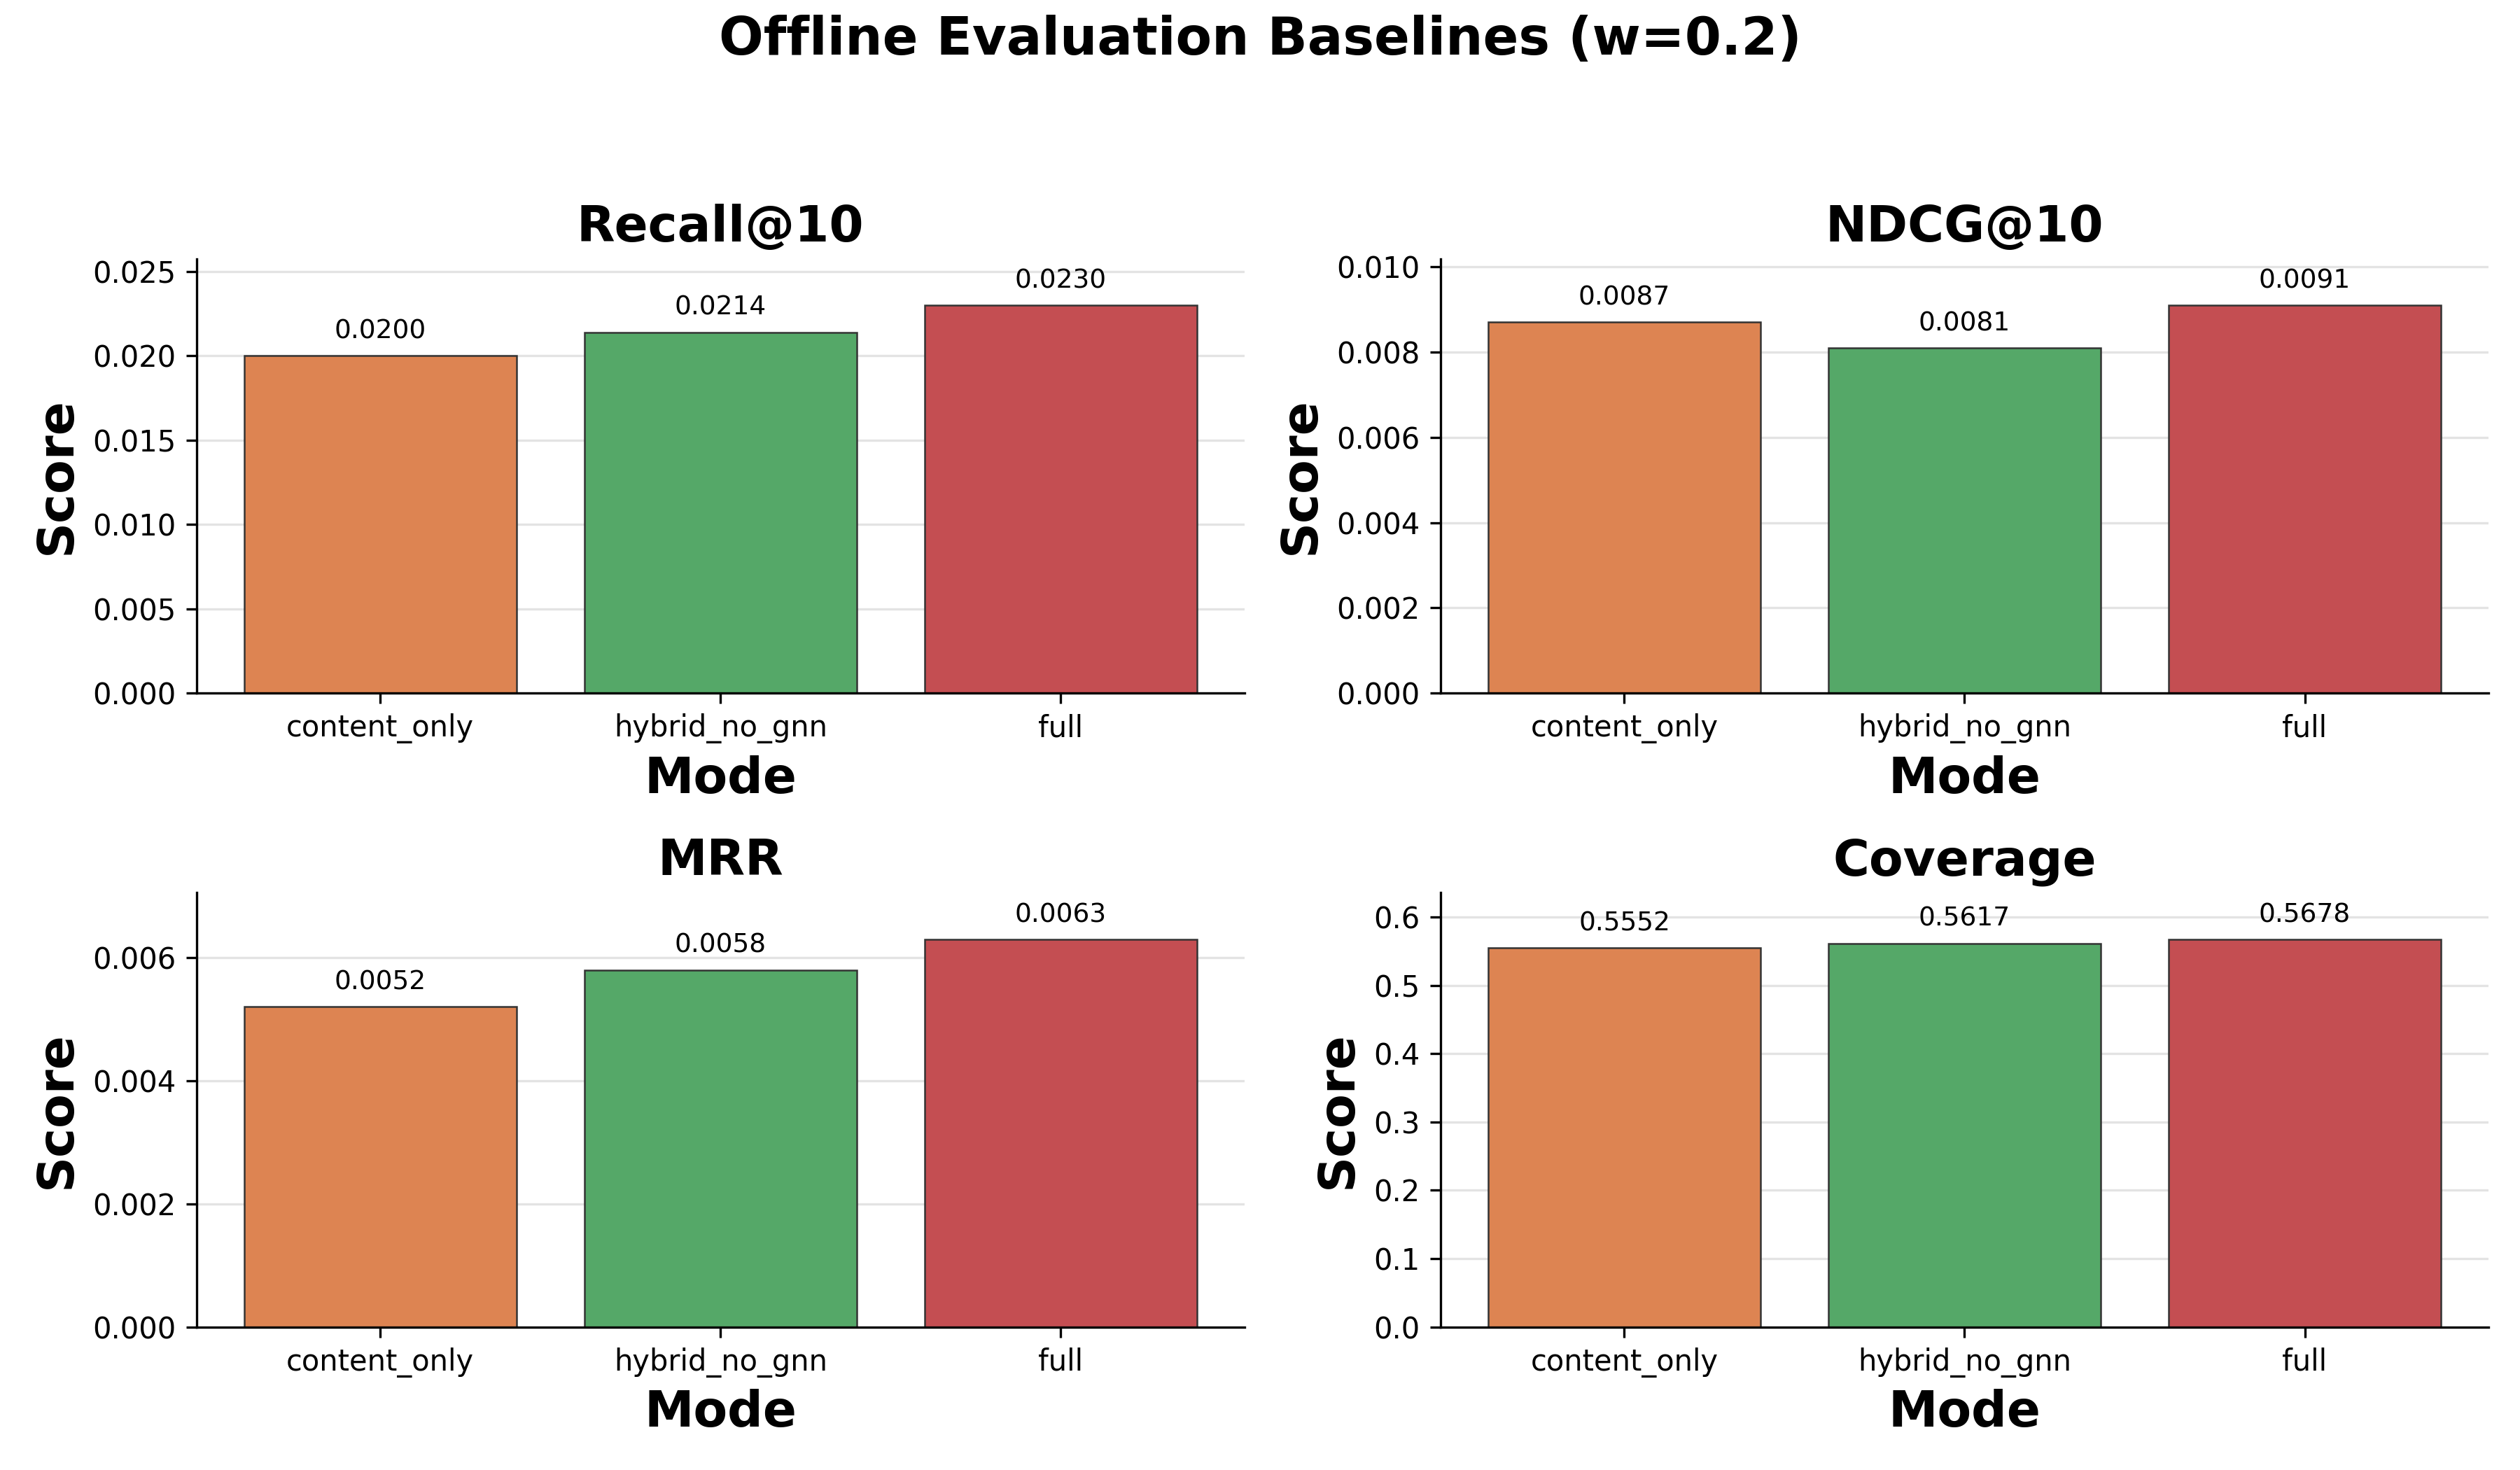 Offline Evaluation Baselines (w=0.2)
Recall@10
0.025
0.020
0.015
0.010
0.005
0.000
Score
0.0200
0.0214
0.0230
content_only
hybrid_no_gnn
full
Mode
NDCG@10
0.010
0.008
0.006
0.004
0.002
0.000
Score
0.0087
0.0081
0.0091
content_only
hybrid_no_gnn
full
Mode
MRR
0.006
0.004
0.002
0.000
Score
0.0052
0.0058
0.0063
content_only
hybrid_no_gnn
full
Mode
Coverage
0.6
0.5
0.4
0.3
0.2
0.1
0.0
Score
0.5552
0.5617
0.5678
content_only
hybrid_no_gnn
full
Mode